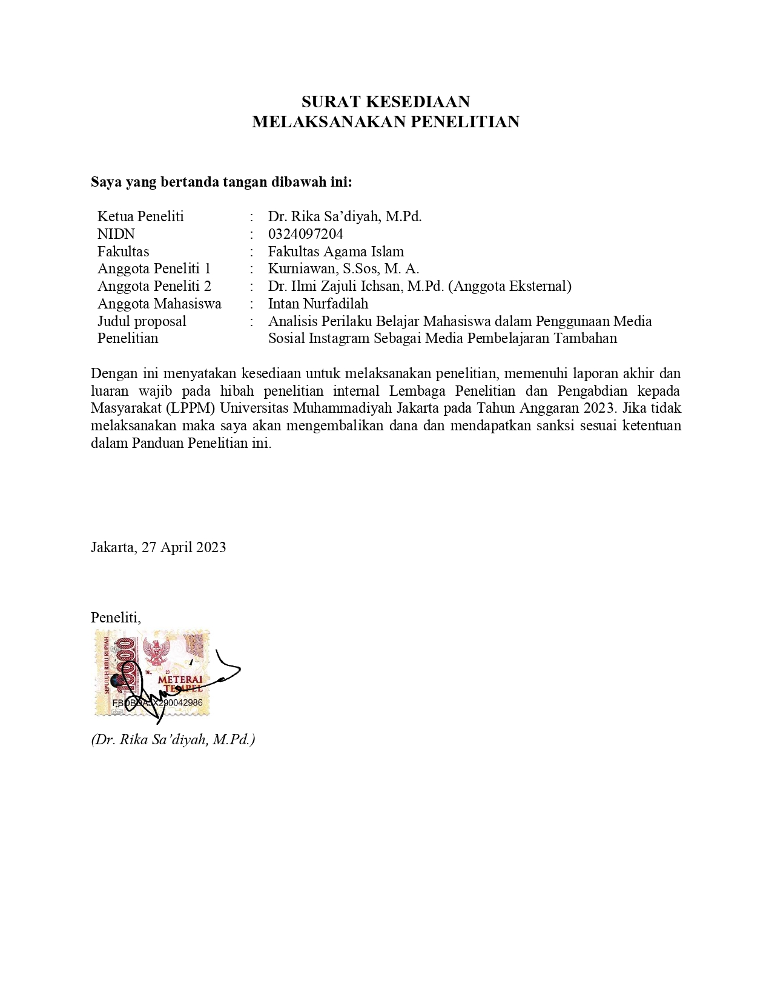 SURAT KESEDIAAN
MELAKSANAKAN PENELITIAN
Saya yang bertanda tangan dibawah ini:
Ketua Peneliti : Dr. Rika Sa’diyah, M.Pd.
NIDN : 0324097204
Fakultas : Fakultas Agama Islam
Anggota Peneliti 1 : Kurniawan, S.Sos, M. A.
Anggota Peneliti 2 : Dr. Ilmi Zajuli Ichsan, M.Pd. (Anggota Eksternal)
Anggota Mahasiswa : Intan Nurfadilah
Judul proposal : Analisis Perilaku Belajar Mahasiswa dalam Penggunaan Media
Penelitian Sosial Instagram Sebagai Media Pembelajaran Tambahan
Dengan ini menyatakan kesediaan untuk melaksanakan penelitian, memenuhi laporan akhir dan
luaran wajib pada hibah penelitian internal Lembaga Penelitian dan Pengabdian kepada
Masyarakat (LPPM) Universitas Muhammadiyah Jakarta pada Tahun Anggaran 2023. Jika tidak
melaksanakan maka saya akan mengembalikan dana dan mendapatkan sanksi sesuai ketentuan
dalam Panduan Penelitian ini.
Jakarta, 27 April 2023
Peneliti,
SEPULUH RIBU RUPIAH
10000
TGL. 20
METERAI
TEMPEL
(Dr. Rika Sa’diyah, M.Pd.)